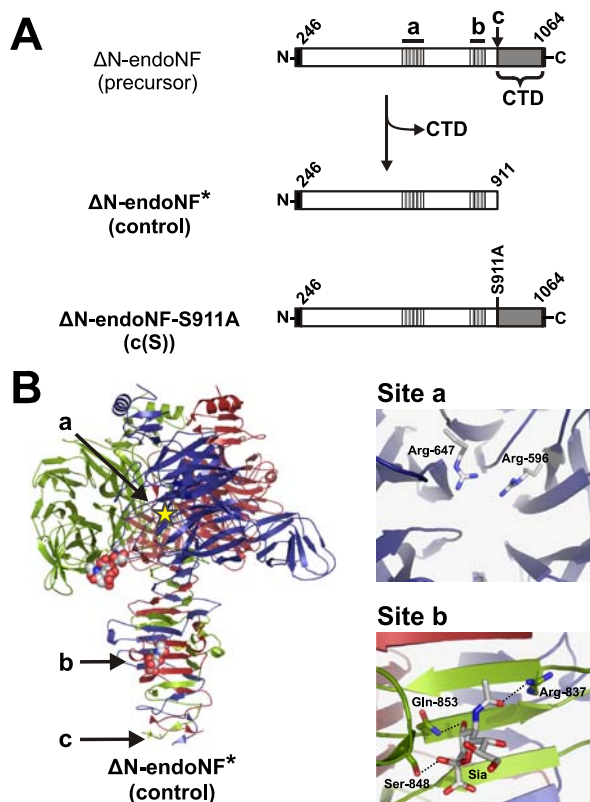 A
a
b
c
ΔN-endoNF
(precursor)
N
246
1064
C
CTD
CTD
ΔN-endoNF*
(control)
N
246
911
ΔN-endoNF-S911A
(c(S))
N
246
S911A
1064
C
B
a
b
c
ΔN-endoNF*
(control)
Site a
Arg-647
Arg-596
Site b
Gln-853
Arg-837
Ser-848
Sia